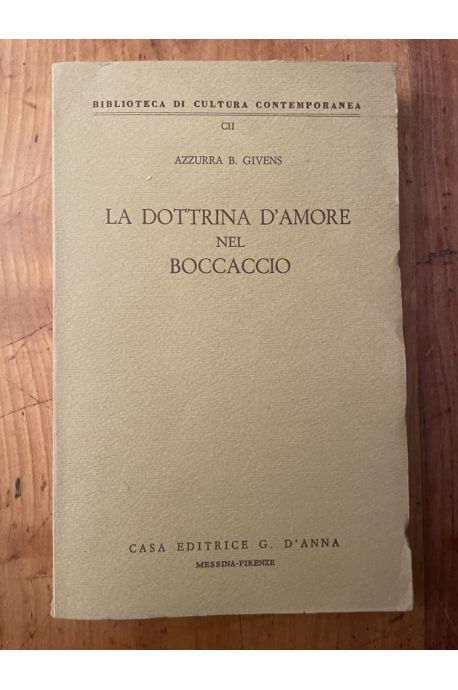 BIBLIOTECA DI CULTURA CONTEMPORANEA
CII
AZZURRA B. GIVENS
LA DOTTRINA D'AMORE
NEL
BOCCACCIO
CASA EDITRICE G. D'ANNA
MESSINA-FIRENZE